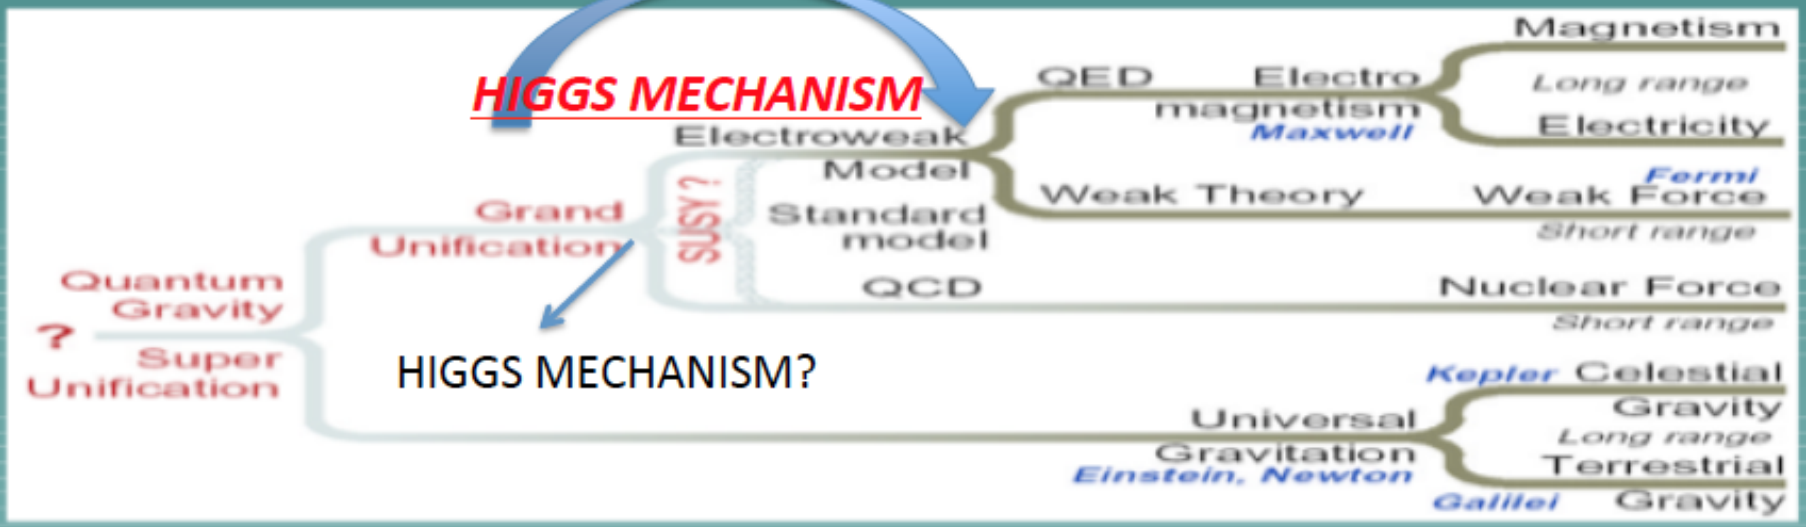 Magnetism
HIGGS MECHANISM
QED
Electro
magnetism
Long range
Maxwell
Electricity
Electroweak
Model
Fermi
SUSY ?
Weak Theory
Weak Force
Grand
Unification
Standard
model
Short range
Quantum
Gravity
QCD
Nuclear Force
Short range
?
Super
Unification
HIGGS MECHANISM?
Kepler Celestial
Gravity
Universal
Gravitation
Long range
Einstein, Newton
Terrestrial
Galilei Gravity